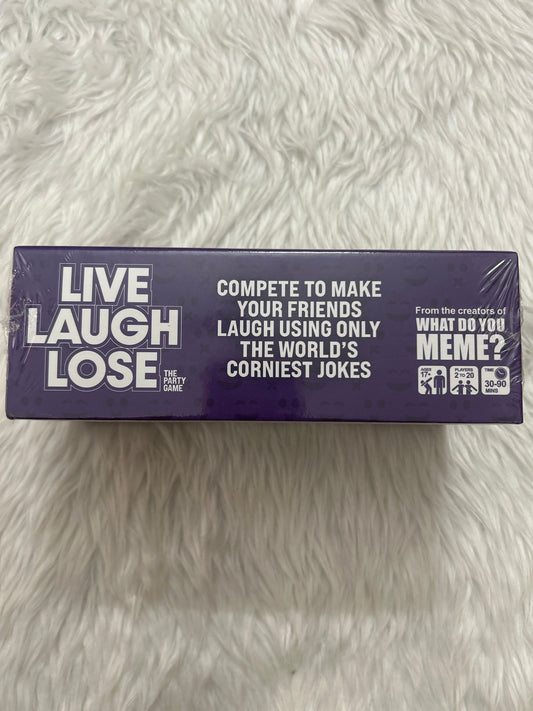 LIVE
LAUGH
LOSE
THE
PARTY
GAME
COMPETE TO MAKE
YOUR FRIENDS
LAUGH USING ONLY
THE WORLD'S
CORNIEST JOKES
From the creators of
WHAT DO YOU
MEME?
AGES
17+
PLAYERS
2 TO 20
TIME
30-90
MINS